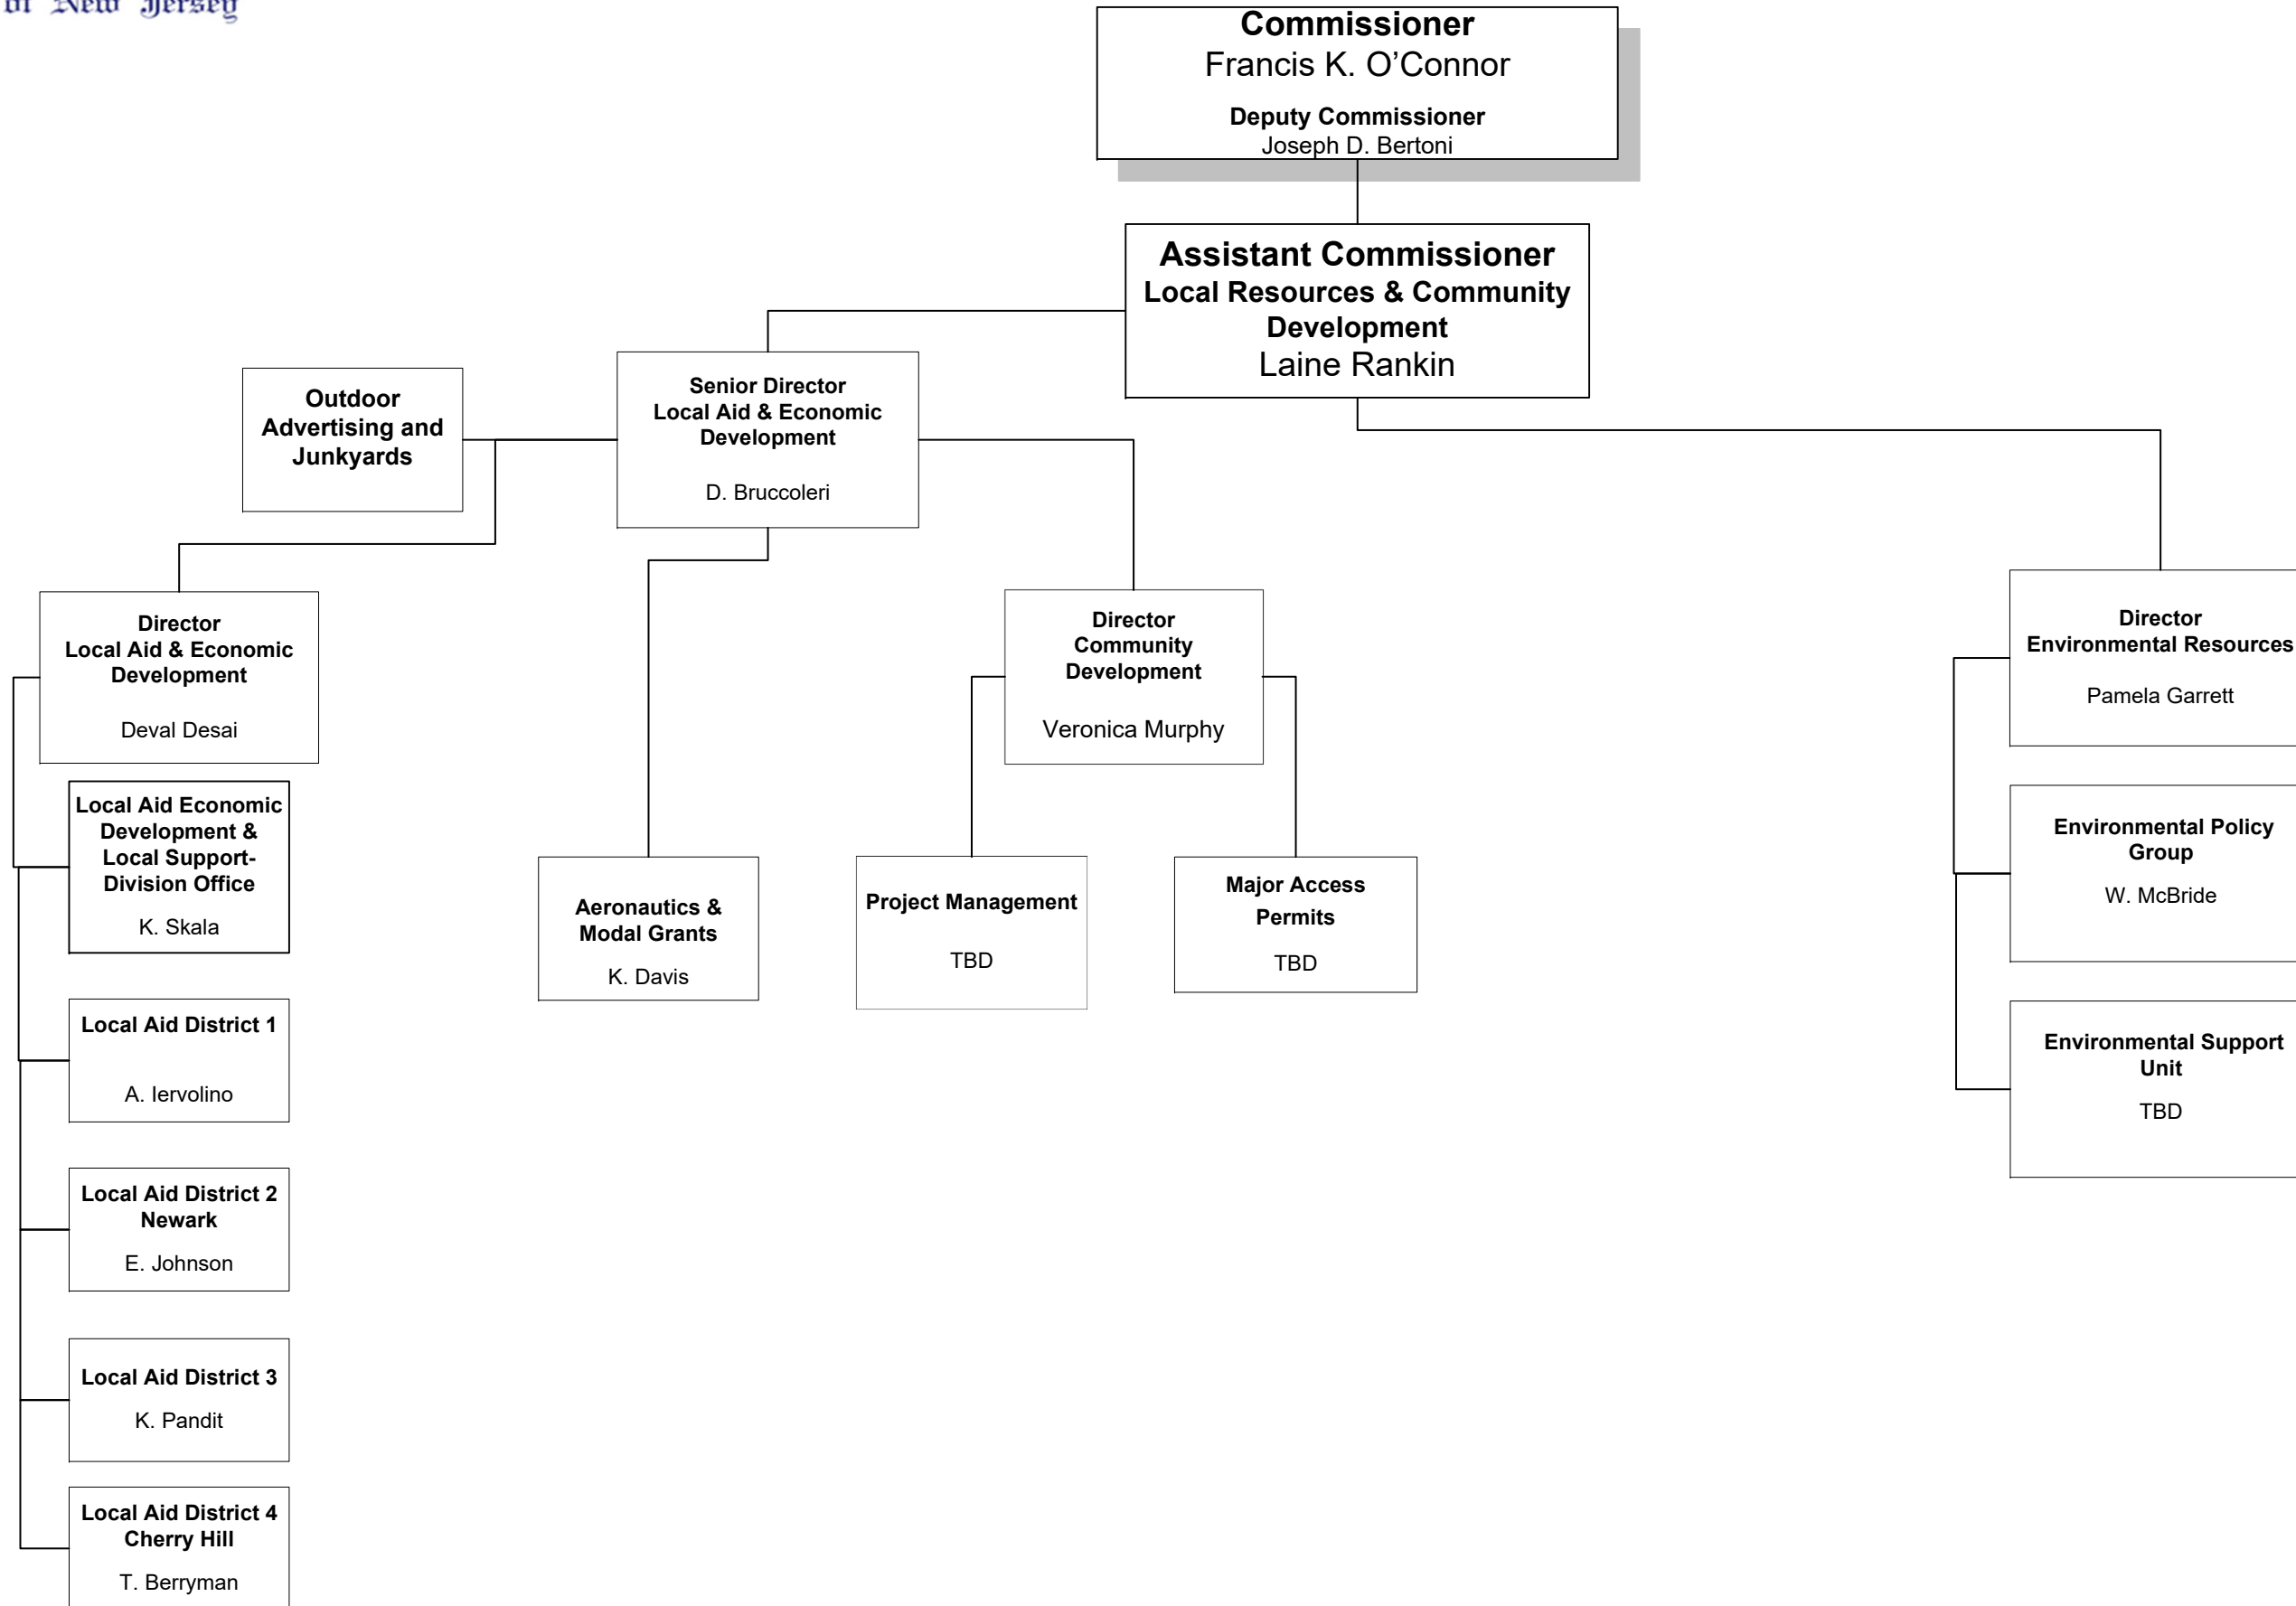 of New Jersey
Commissioner
Francis K. O’Connor
Deputy Commissioner
Joseph D. Bertoni
Assistant Commissioner
Local Resources & Community
Development
Laine Rankin
Outdoor
Advertising and
Junkyards
Senior Director
Local Aid & Economic
Development
D. Bruccoleri
Director
Local Aid & Economic
Development
Deval Desai
Director
Community
Development
Veronica Murphy
Director
Environmental Resources
Pamela Garrett
Local Aid Economic
Development &
Local Support-
Division Office
K. Skala
Aeronautics &
Modal Grants
K. Davis
Project Management
TBD
Major Access
Permits
TBD
Environmental Policy
Group
W. McBride
Local Aid District 1
A. Iervolino
Environmental Support
Unit
TBD
Local Aid District 2
Newark
E. Johnson
Local Aid District 3
K. Pandit
Local Aid District 4
Cherry Hill
T. Berryman